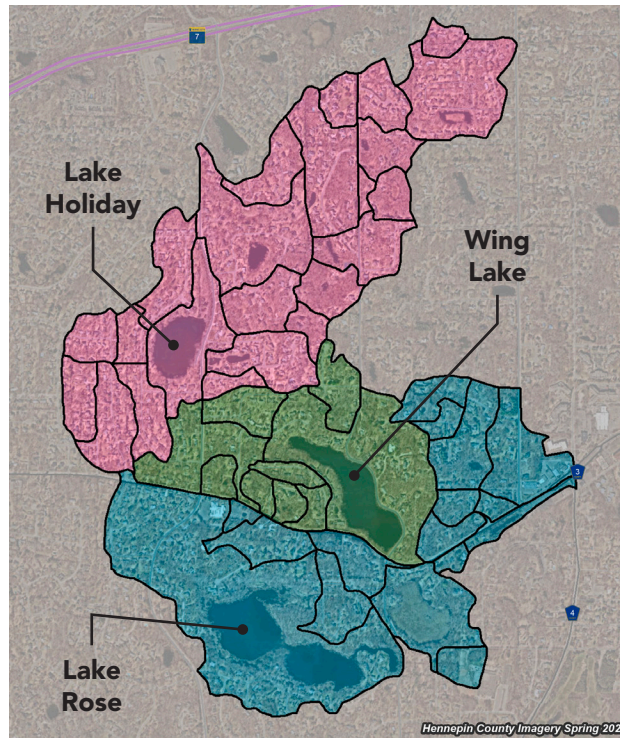 7
Lake
Holiday
Wing
Lake
3
4
Lake
Rose
Hennepin County Imagery Spring 202